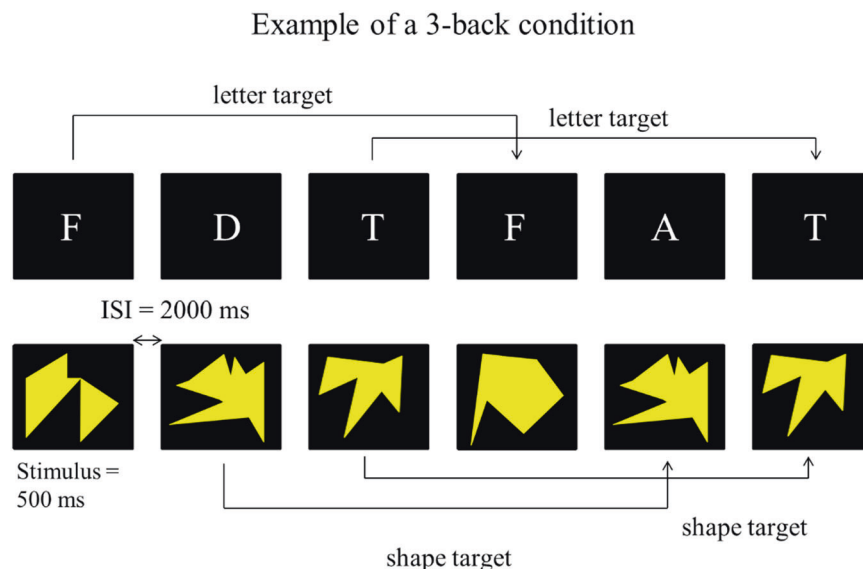 Example of a 3-back condition
letter target
letter target
F D T F A T
ISI = 2000 ms
Stimulus =
500 ms
shape target
shape target